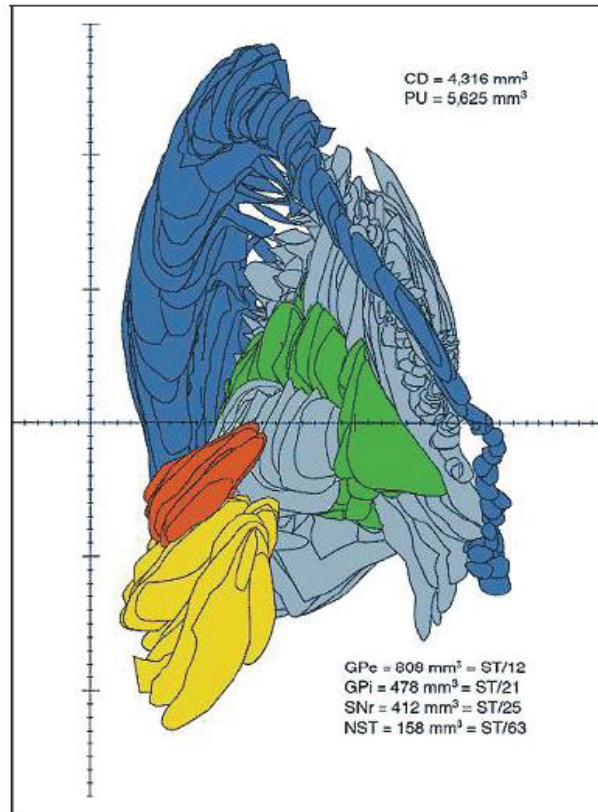 CD = 4,316 mm³
PU = 5,625 mm³
GPe = 808 mm³ = ST/12
GPi = 478 mm³ = ST/21
SNr = 412 mm³ = ST/25
NST = 158 mm³ = ST/63